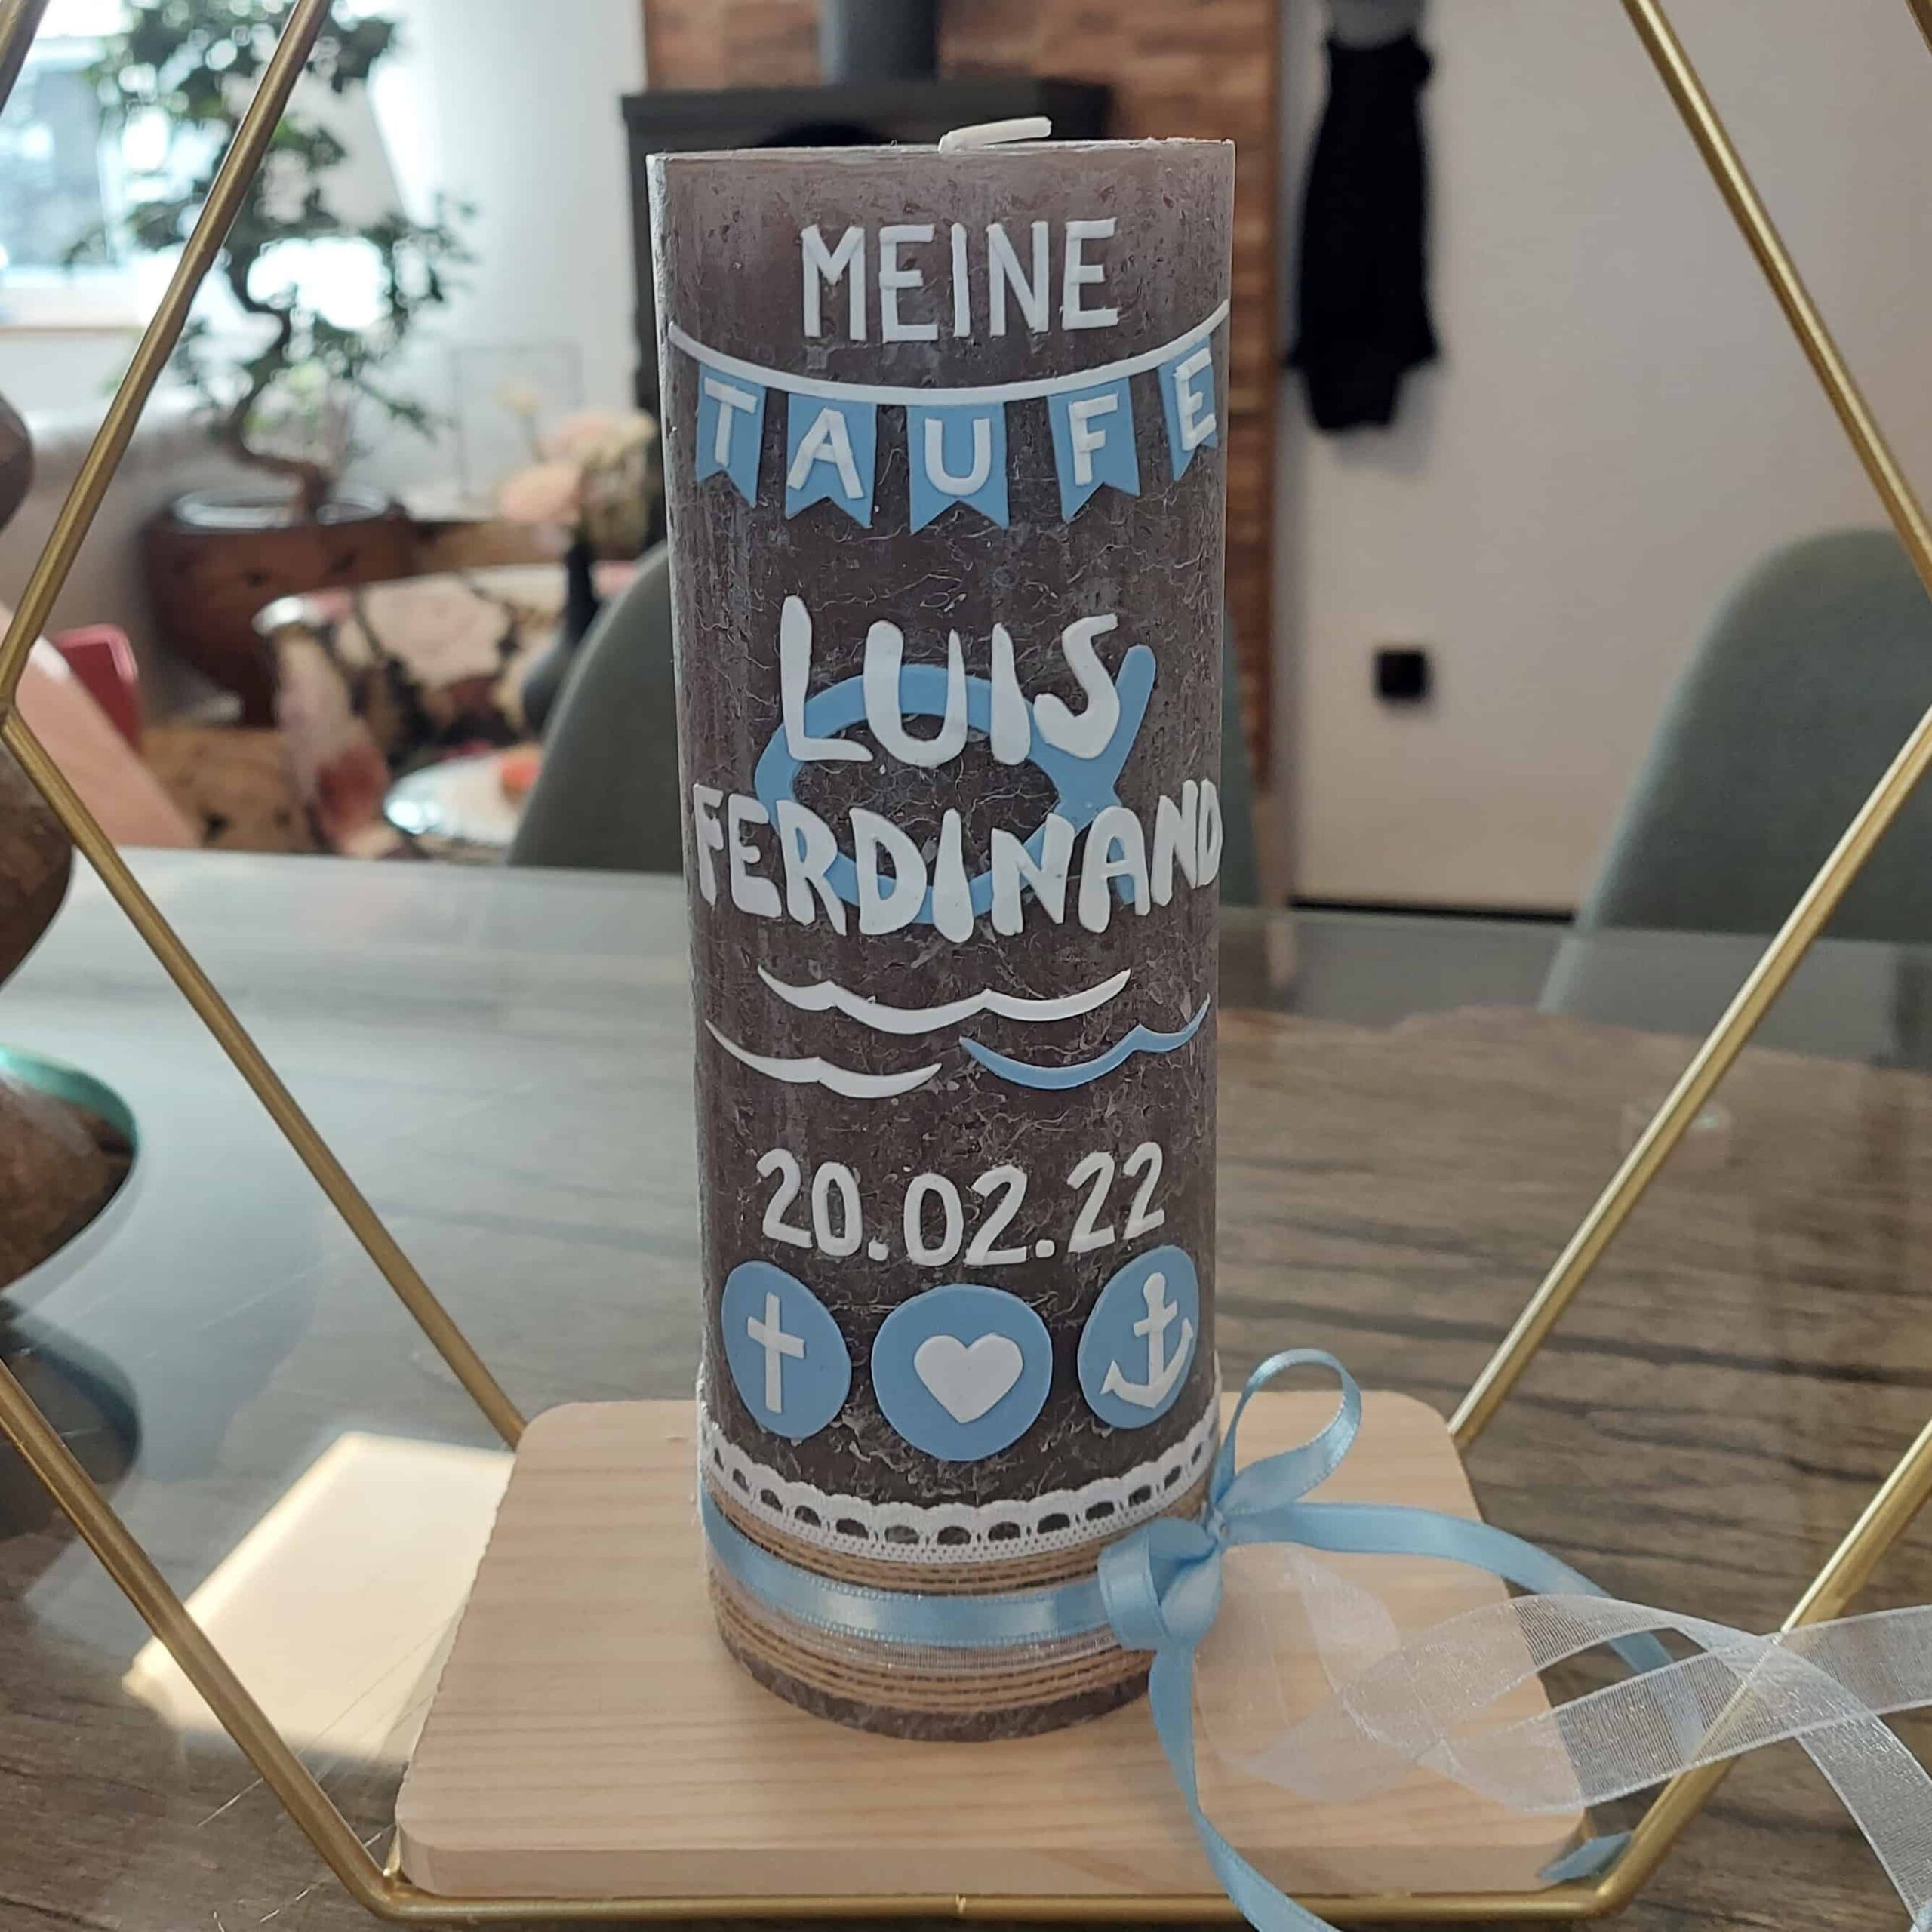 MEINE
TAUFE
LUIS
FERDINAND
20.02.22